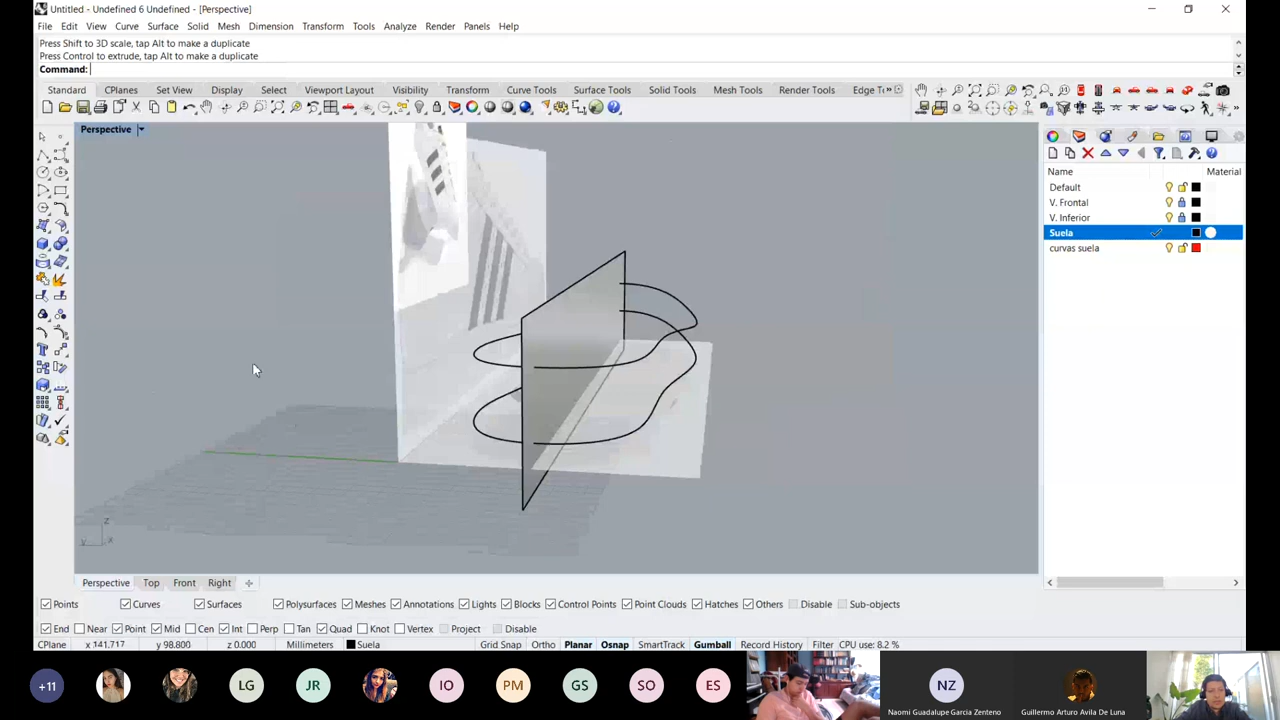 Untitled - Undefined 6 Undefined - [Perspective]
File Edit View Curve Surface Solid Mesh Dimension Transform Tools Analyze Render Panels Help
Press Shift to 3D scale, tap Alt to make a duplicate
Press Control to extrude, tap Alt to make a duplicate
Command:
Standard CPlanes Set View Display Select Viewport Layout Visibility Transform Curve Tools Surface Tools Solid Tools Mesh Tools Render Tools Edge T
Perspective
Name Material
Default
V. Frontal
V. Inferior
Suela
curvas suela
z
y x
Perspective Top Front Right
Points Curves Surfaces Polysurfaces Meshes Annotations Lights Blocks Control Points Point Clouds Hatches Others Disable Sub-objects
End Near Point Mid Cen Int Perp Tan Quad Knot Vertex Project Disable
CPlane x 141.717 y 98.800 z 0.000 Millimeters Suela Grid Snap Ortho Planar Osnap SmartTrack Gumball Record History Filter CPU use: 8.2 %
+11 LG JR IO PM GS SO ES NZ
Naomi Guadalupe Garcia Zenteno Guillermo Arturo Avila De Luna